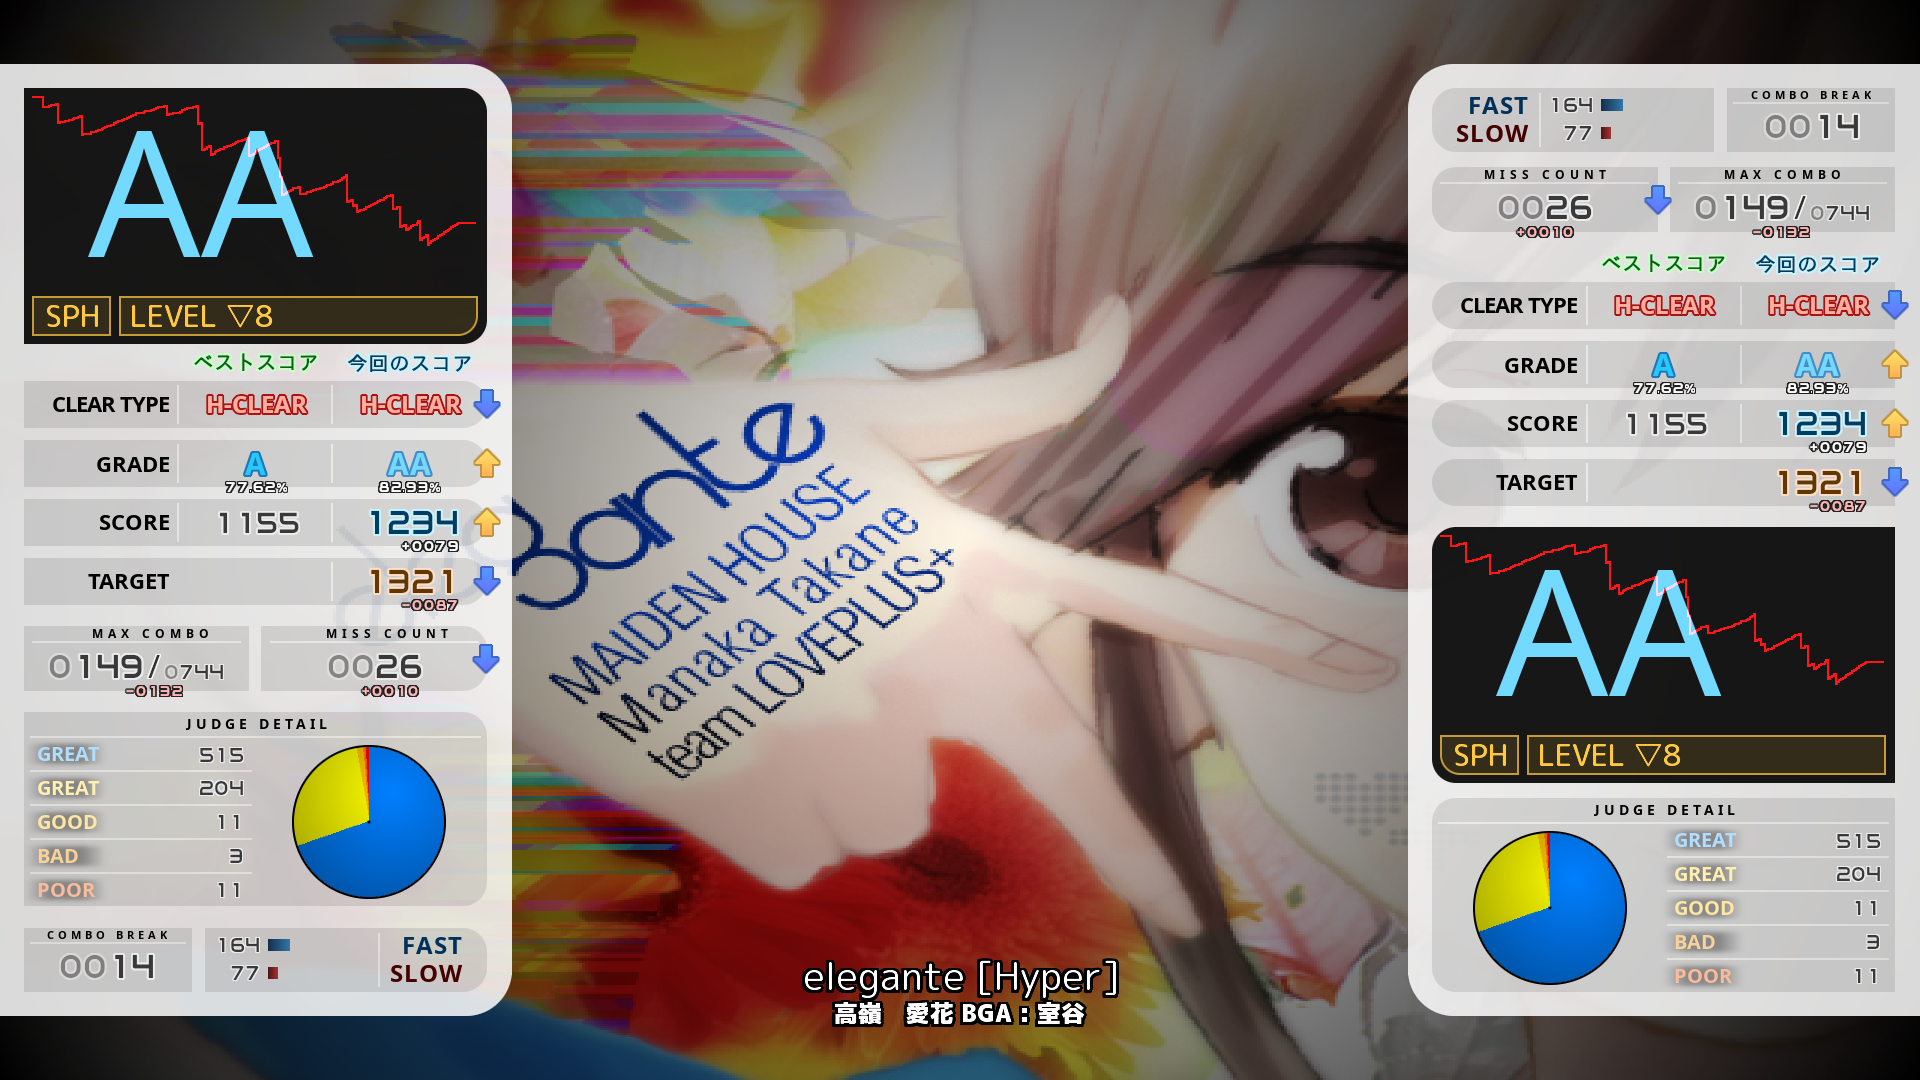 AA
SPH LEVEL ▽8
ベストスコア 今回のスコア
CLEAR TYPE H-CLEAR H-CLEAR
GRADE A AA
77.62% 82.93%
SCORE 1155 1234
+0079
TARGET 1321
-0087
MAX COMBO MISS COUNT
0149/0744 0026
-0132 +0010
JUDGE DETAIL
GREAT 515
GREAT 204
GOOD 11
BAD 3
POOR 11
COMBO BREAK
0014
164 FAST
77 SLOW
ante
MAIDEN HOUSE
Manaka Takane
team LOVEPLUS+
elegante [Hyper]
高嶺 愛花 BGA : 室谷
FAST 164
SLOW 77
COMBO BREAK
0014
MISS COUNT MAX COMBO
0026 0149/0744
+0010 -0132
ベストスコア 今回のスコア
CLEAR TYPE H-CLEAR H-CLEAR
GRADE A AA
77.62% 82.93%
SCORE 1155 1234
+0079
TARGET 1321
-0087
AA
SPH LEVEL ▽8
JUDGE DETAIL
GREAT 515
GREAT 204
GOOD 11
BAD 3
POOR 11